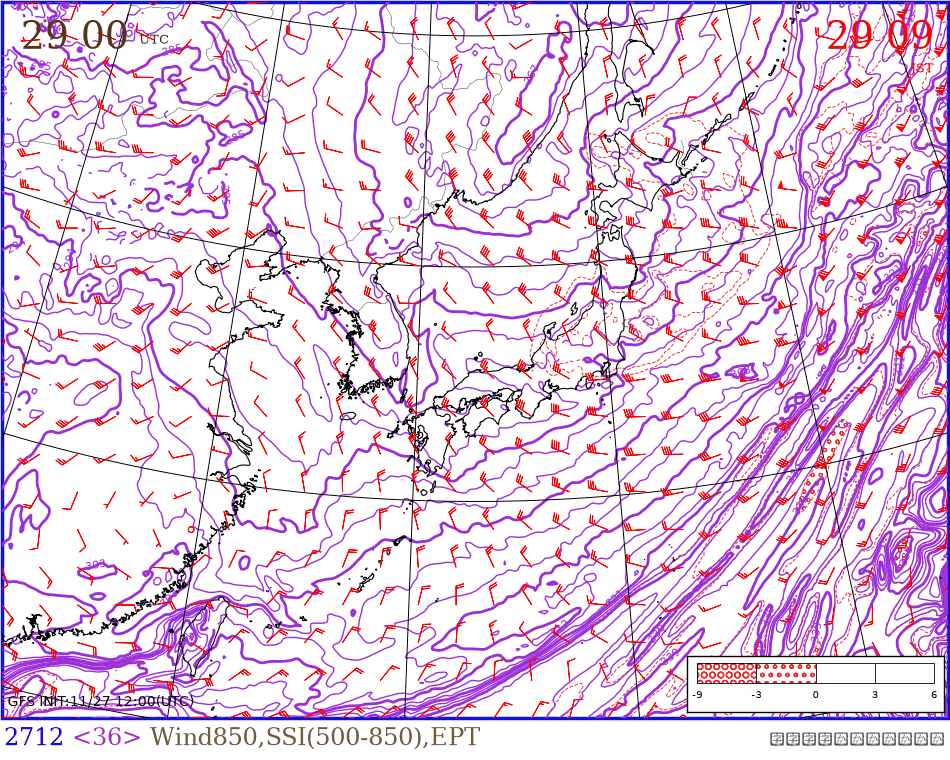 29 00 UTC
29 09 JST
GFS INIT:11/27 12:00(UTC)
-9 -3 0 3 6
2712 <36> Wind850,SSI(500-850),EPT